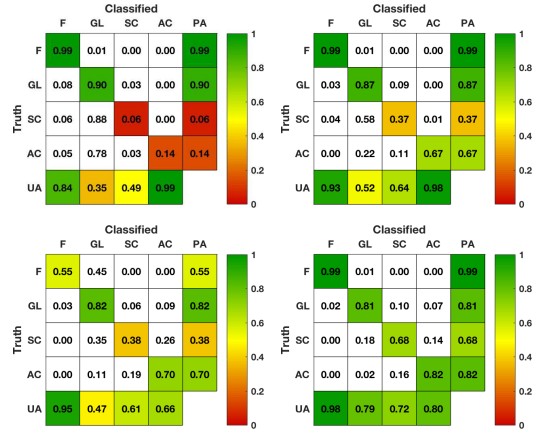 Classified
F GL SC AC PA
Truth
F 0.99 0.01 0.00 0.00 0.99
GL 0.08 0.90 0.03 0.00 0.90
SC 0.06 0.88 0.06 0.00 0.06
AC 0.05 0.78 0.03 0.14 0.14
UA 0.84 0.35 0.49 0.99
1
0.8
0.6
0.4
0.2
0
Classified
F GL SC AC PA
Truth
F 0.99 0.01 0.00 0.00 0.99
GL 0.03 0.87 0.09 0.00 0.87
SC 0.04 0.58 0.37 0.01 0.37
AC 0.00 0.22 0.11 0.67 0.67
UA 0.93 0.52 0.64 0.98
1
0.8
0.6
0.4
0.2
0
Classified
F GL SC AC PA
Truth
F 0.55 0.45 0.00 0.00 0.55
GL 0.03 0.82 0.06 0.09 0.82
SC 0.00 0.35 0.38 0.26 0.38
AC 0.00 0.11 0.19 0.70 0.70
UA 0.95 0.47 0.61 0.66
1
0.8
0.6
0.4
0.2
0
Classified
F GL SC AC PA
Truth
F 0.99 0.01 0.00 0.00 0.99
GL 0.02 0.81 0.10 0.07 0.81
SC 0.00 0.18 0.68 0.14 0.68
AC 0.00 0.02 0.16 0.82 0.82
UA 0.98 0.79 0.72 0.80
1
0.8
0.6
0.4
0.2
0